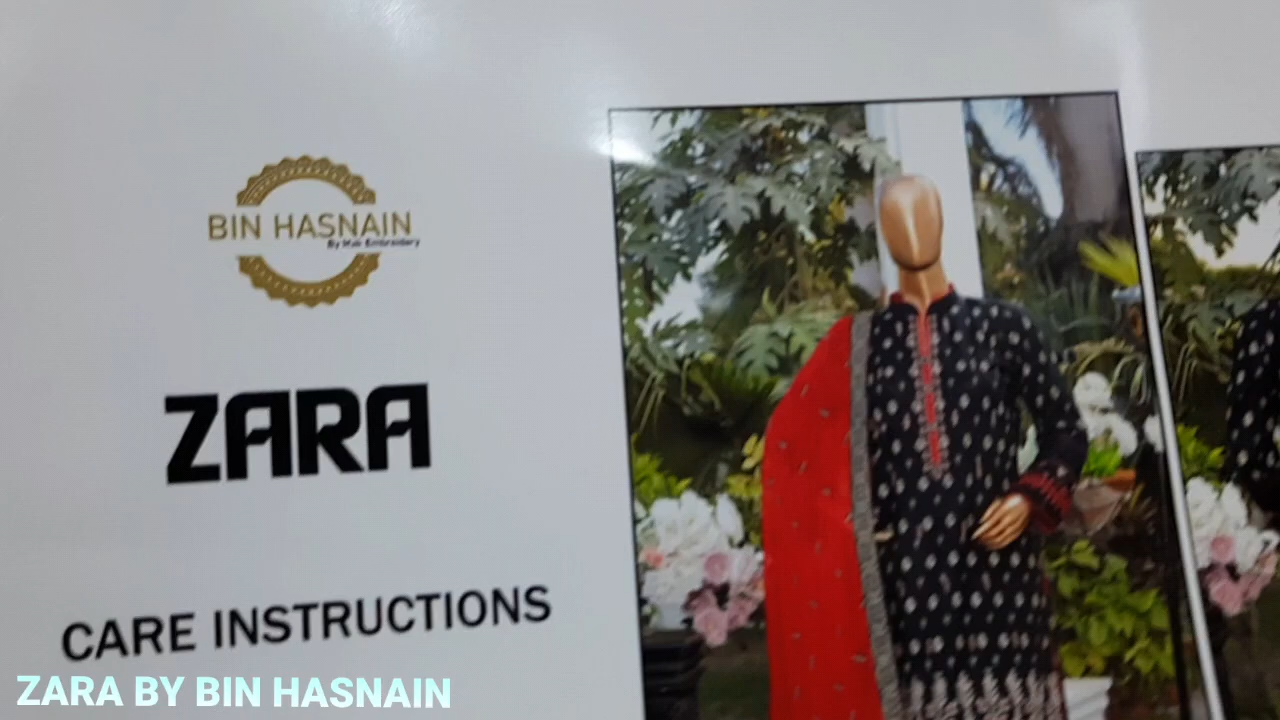 BIN HASNAIN
By Mak Embroidery
ZARA
CARE INSTRUCTIONS
ZARA BY BIN HASNAIN